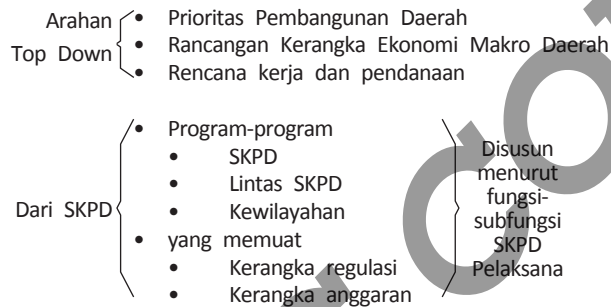 Arahan
Top Down
• Prioritas Pembangunan Daerah
• Rancangan Kerangka Ekonomi Makro Daerah
• Rencana kerja dan pendanaan
Dari SKPD
• Program-program
• SKPD
• Lintas SKPD
• Kewilayahan
• yang memuat
• Kerangka regulasi
• Kerangka anggaran
Disusun
menurut
fungsi-
subfungsi
SKPD
Pelaksana